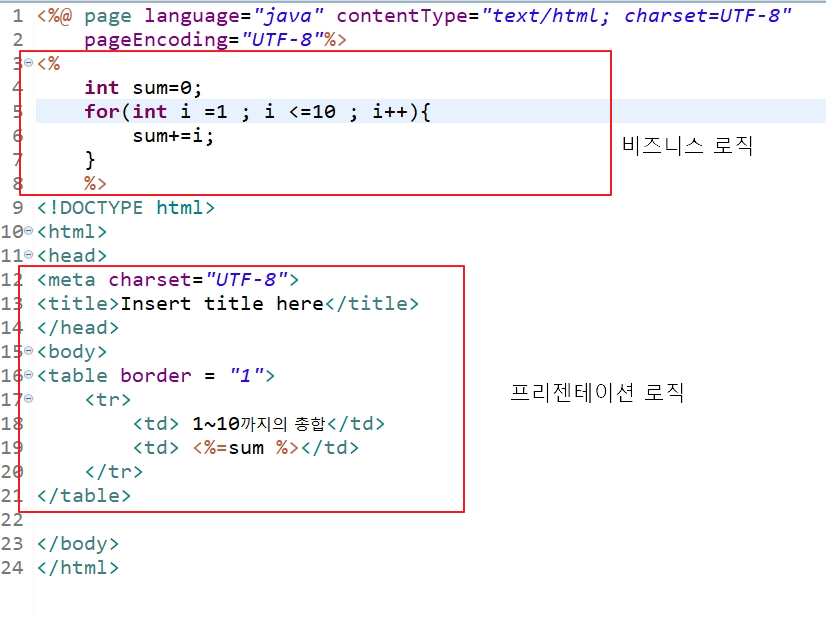 1 <%@ page language="java" contentType="text/html; charset=UTF-8"
2     pageEncoding="UTF-8"%>
3 <%
4     int sum=0;
5     for(int i =1 ; i <=10 ; i++){
6         sum+=i;
비즈니스 로직
7     }
8     %>
9 <!DOCTYPE html>
10 <html>
11 <head>
12 <meta charset="UTF-8">
13 <title>Insert title here</title>
14 </head>
15 <body>
16 <table border = "1">
프리젠테이션 로직
17     <tr>
18         <td> 1~10까지의 총합</td>
19         <td> <%=sum %></td>
20     </tr>
21 </table>
22
23 </body>
24 </html>